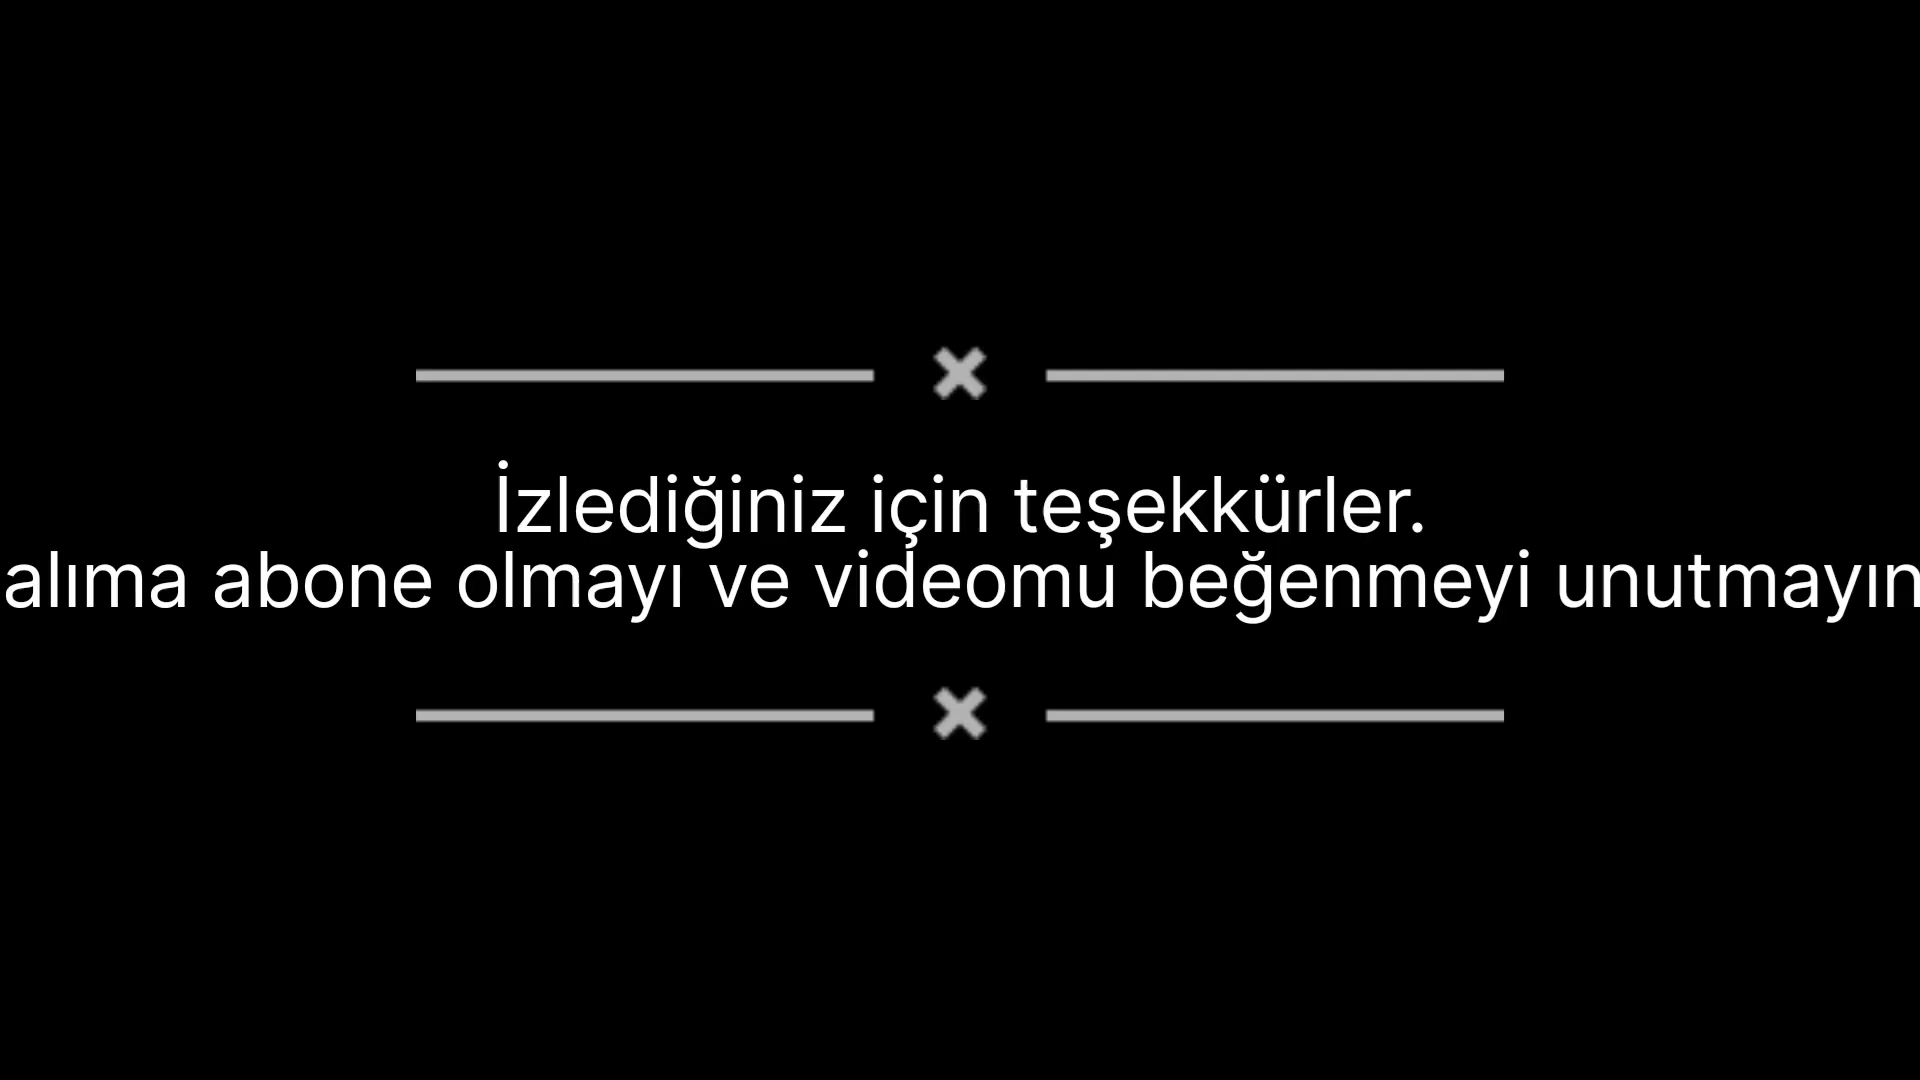 İzlediğiniz için teşekkürler.
alıma abone olmayı ve videomu beğenmeyi unutmayın